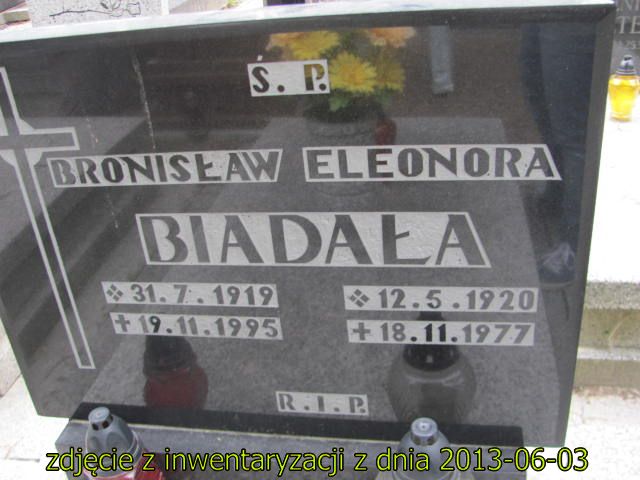 Ś. P.
BRONISŁAW ELEONORA
BIADAŁA
31.7.1919 12.5.1920
19.11.1995 18.11.1977
R.I.P.
zdjęcie z inwentaryzacji z dnia 2013-06-03